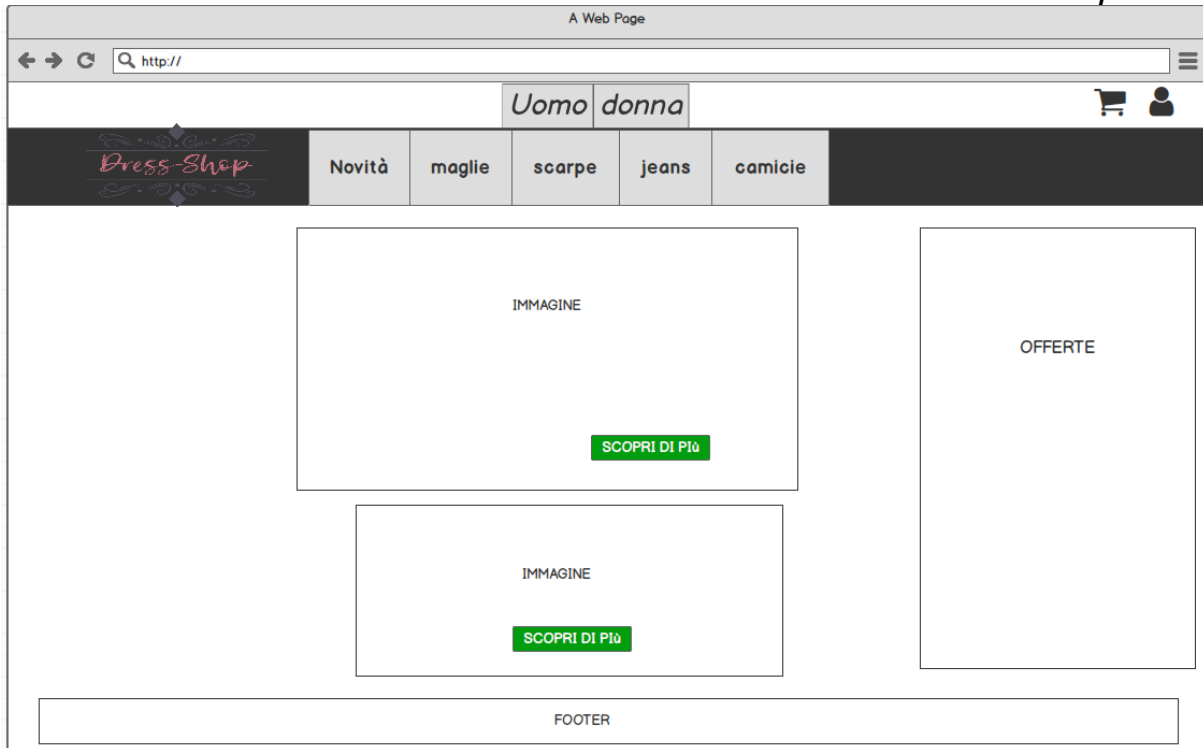 A Web Page
http://
Uomo donna
Dress-Shop
Novità maglie scarpe jeans camicie
IMMAGINE
OFFERTE
SCOPRI DI PIù
IMMAGINE
SCOPRI DI PIù
FOOTER